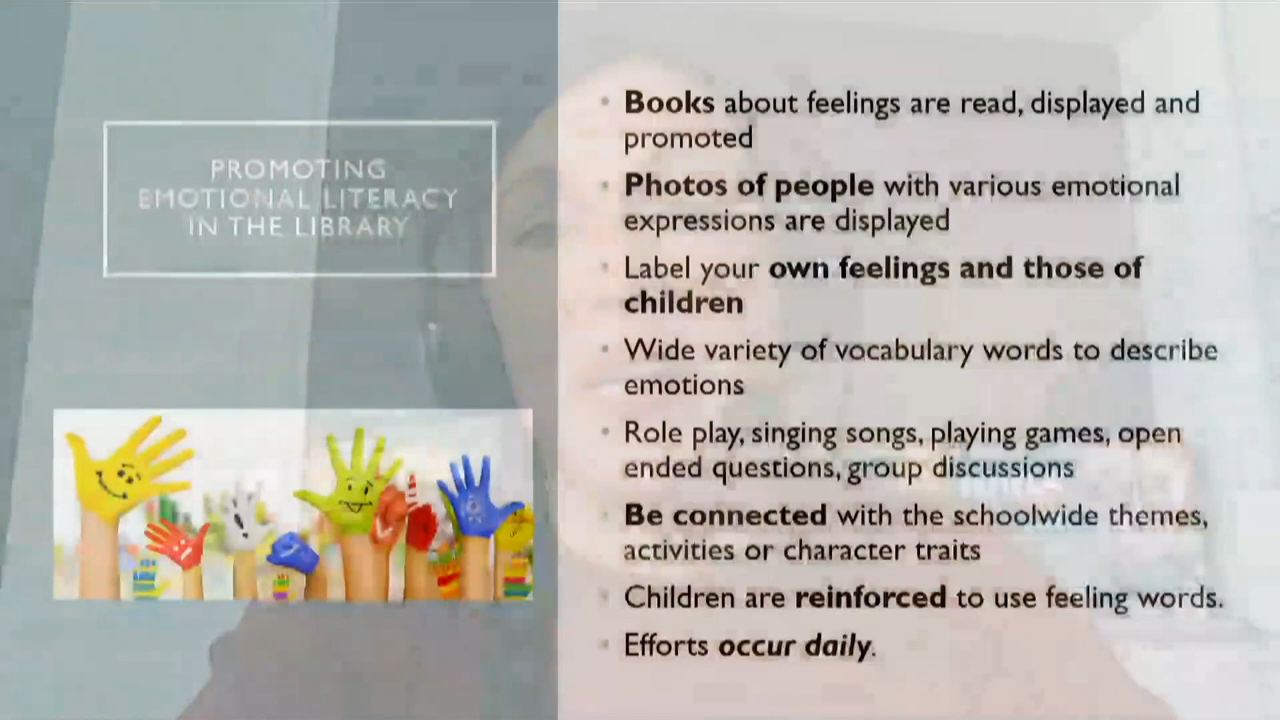 PROMOTING
EMOTIONAL LITERACY
IN THE LIBRARY
• Books about feelings are read, displayed and
promoted
• Photos of people with various emotional
expressions are displayed
• Label your own feelings and those of
children
• Wide variety of vocabulary words to describe
emotions
• Role play, singing songs, playing games, open
ended questions, group discussions
• Be connected with the schoolwide themes,
activities or character traits
• Children are reinforced to use feeling words.
• Efforts occur daily.